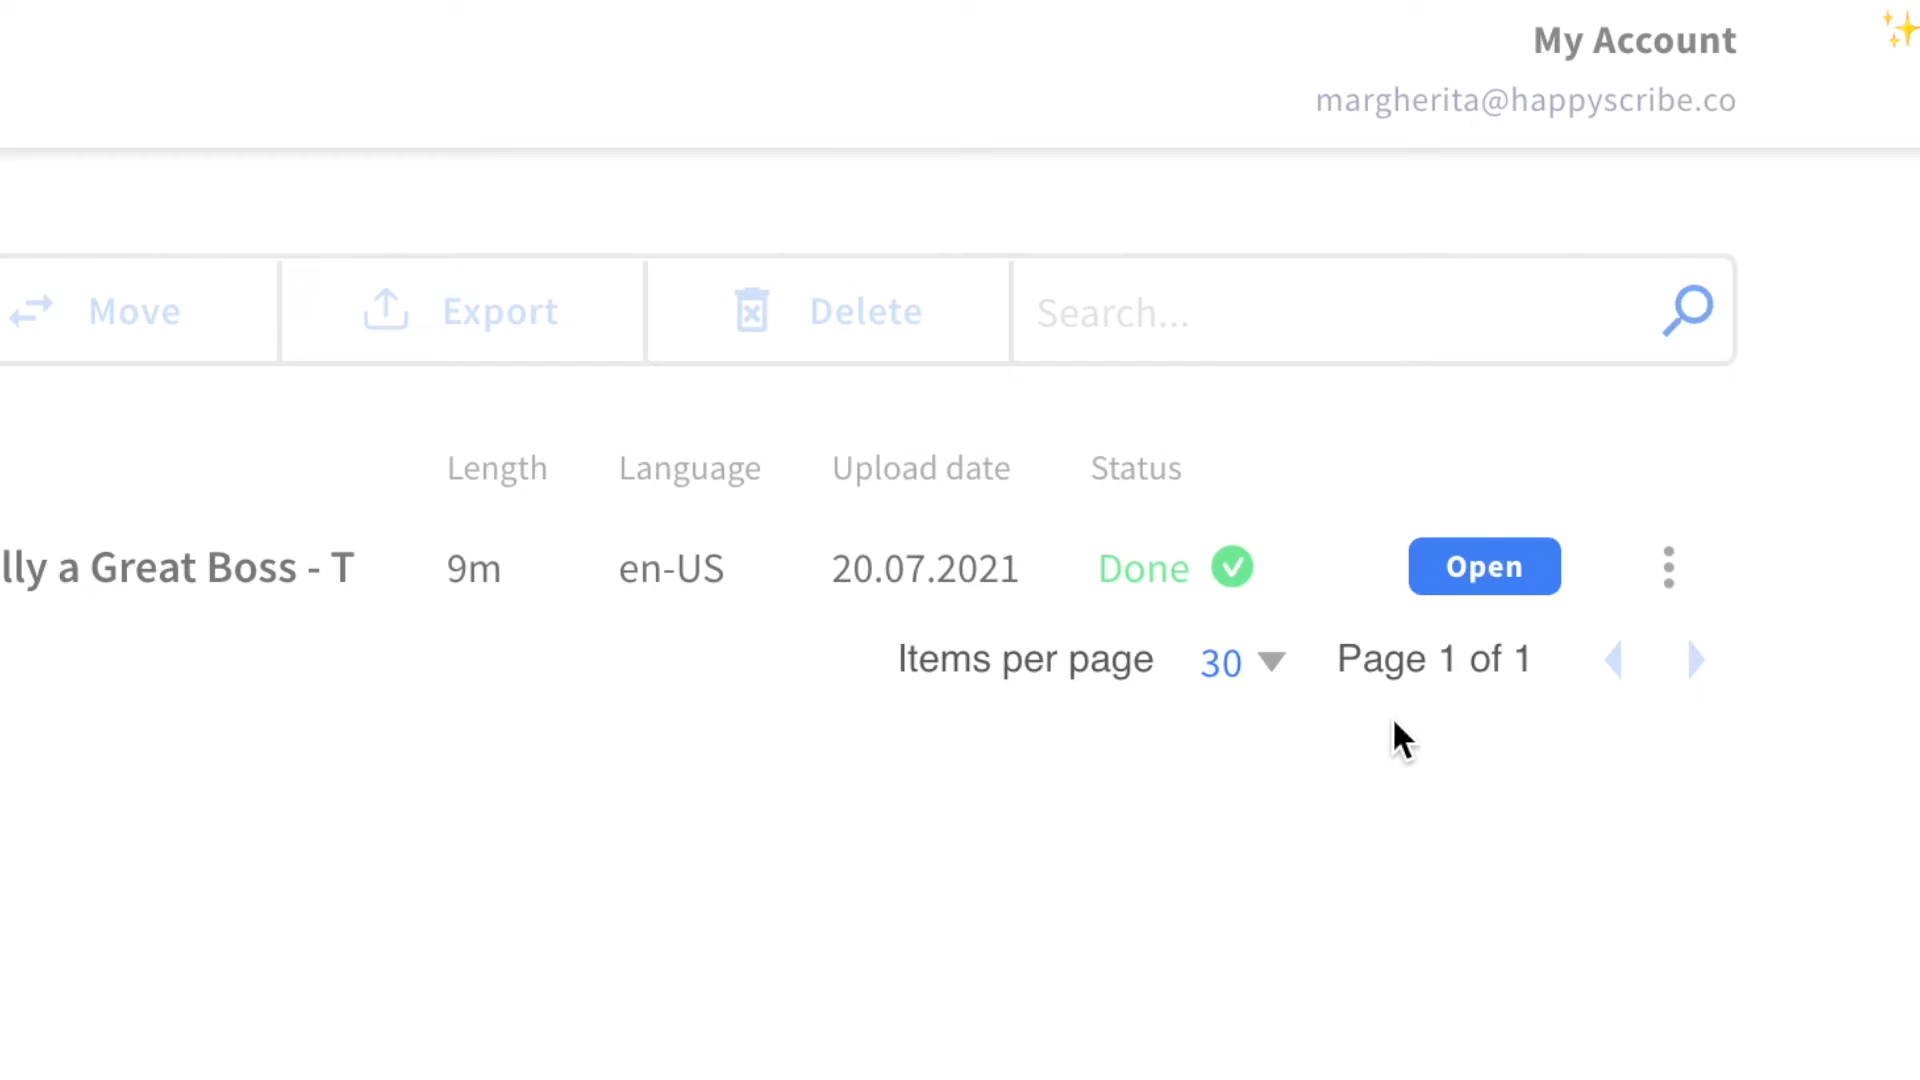 My Account
margherita@happyscribe.co
Move Export Delete Search...
Length Language Upload date Status
a Great Boss - T 9m en-US 20.07.2021 Done Open
Items per page 30 Page 1 of 1